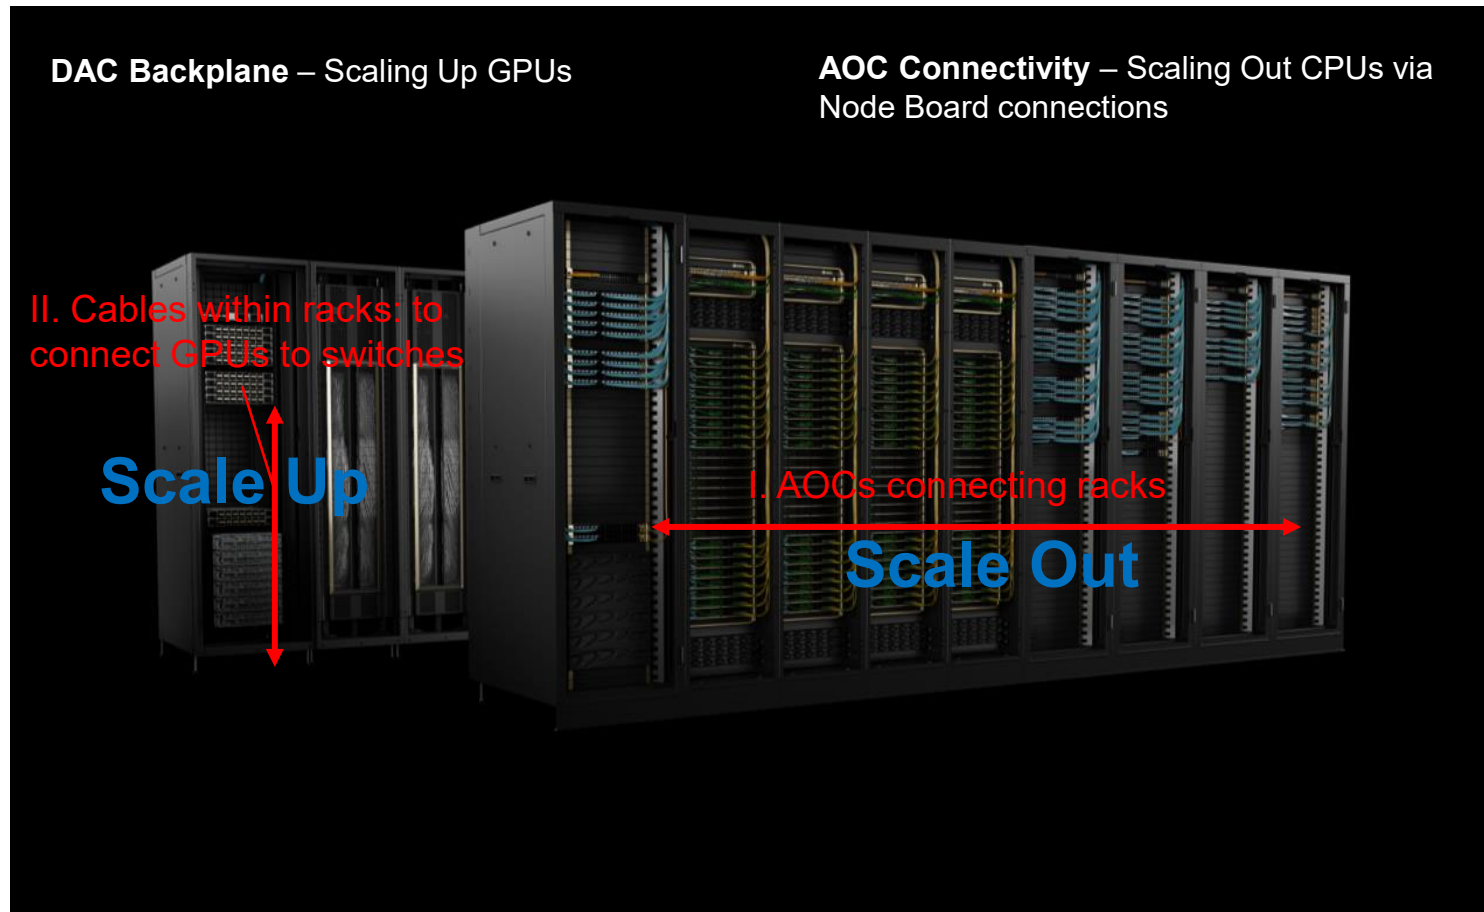 DAC Backplane – Scaling Up GPUs
AOC Connectivity – Scaling Out CPUs via
Node Board connections
II. Cables within racks: to
connect GPUs to switches
Scale Up
I. AOCs connecting racks
Scale Out